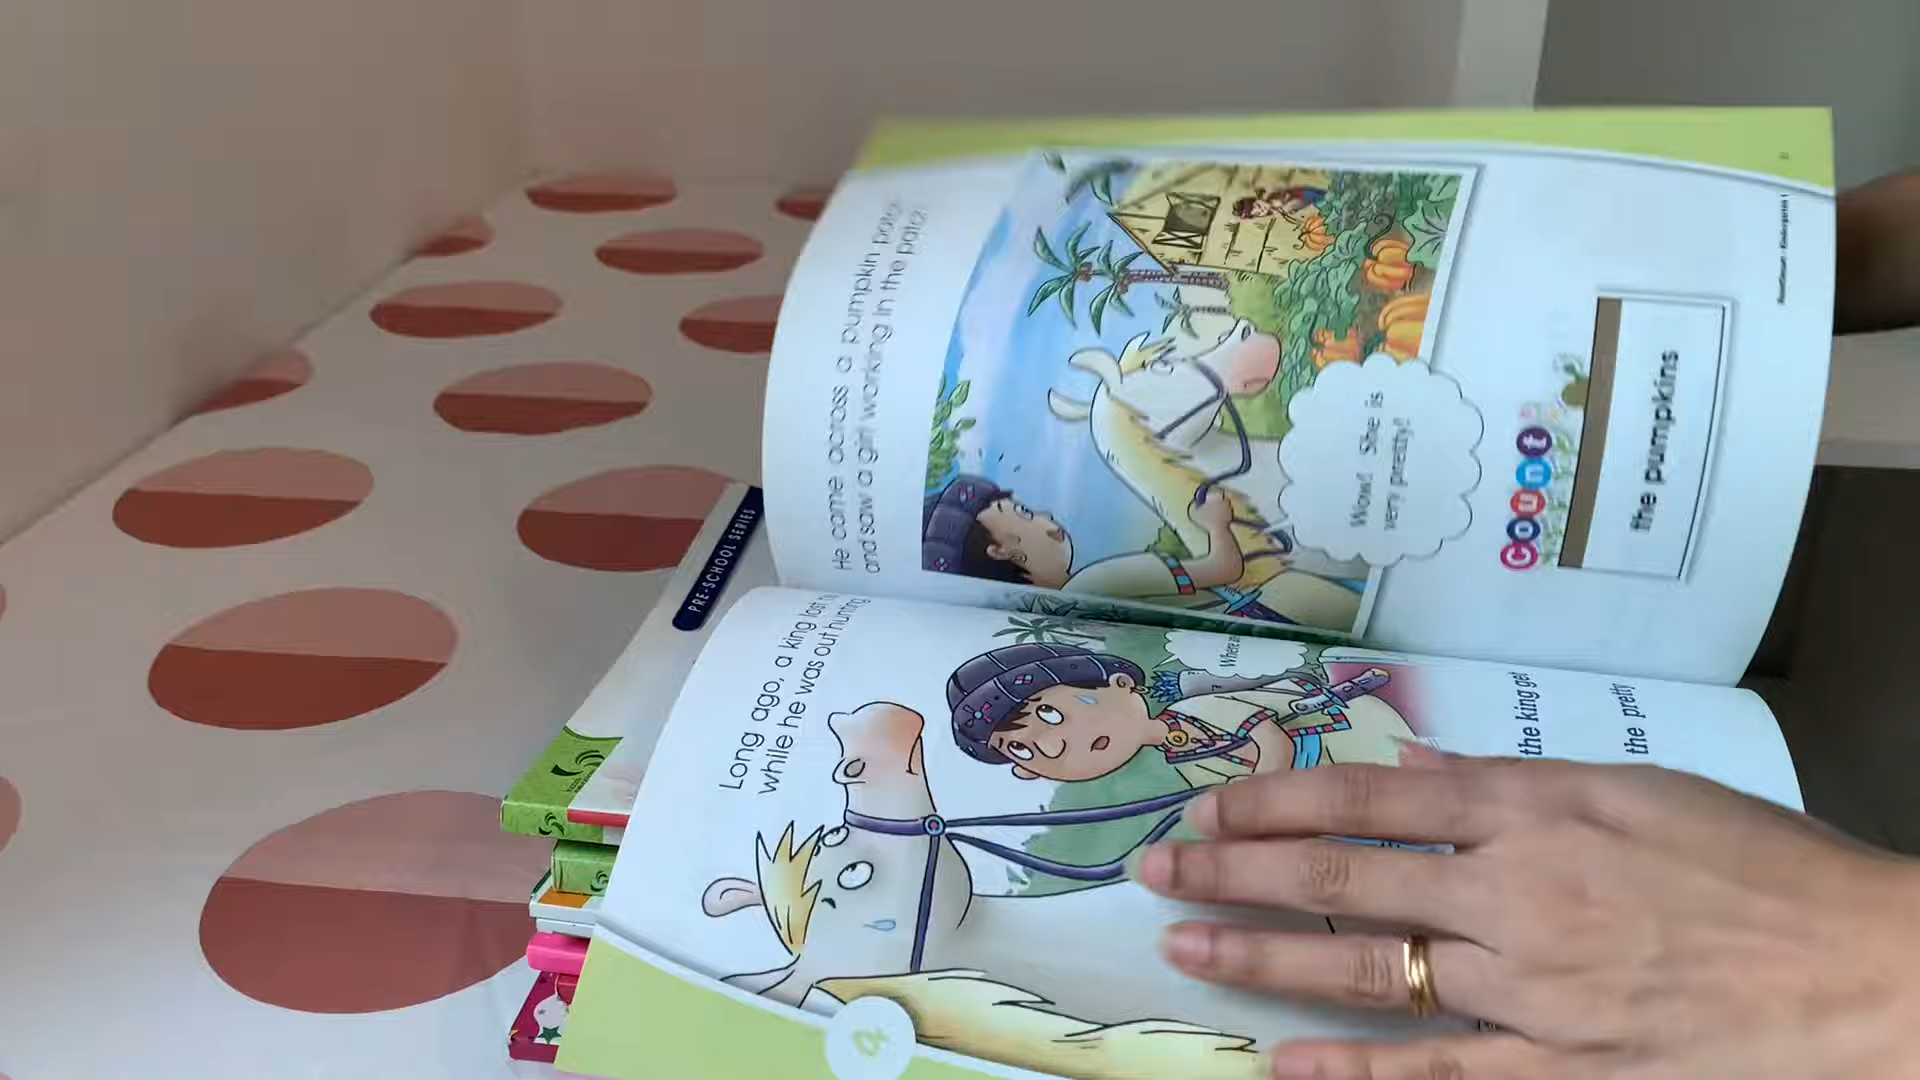 Long ago, a king lost
while he was out hunting
Where
the king get
the pretty
4
He came across a pumpkin patch
and saw a girl working in the patch.
Wow! She is
very pretty!
Count
the pumpkins
PRE-SCHOOL SERIES